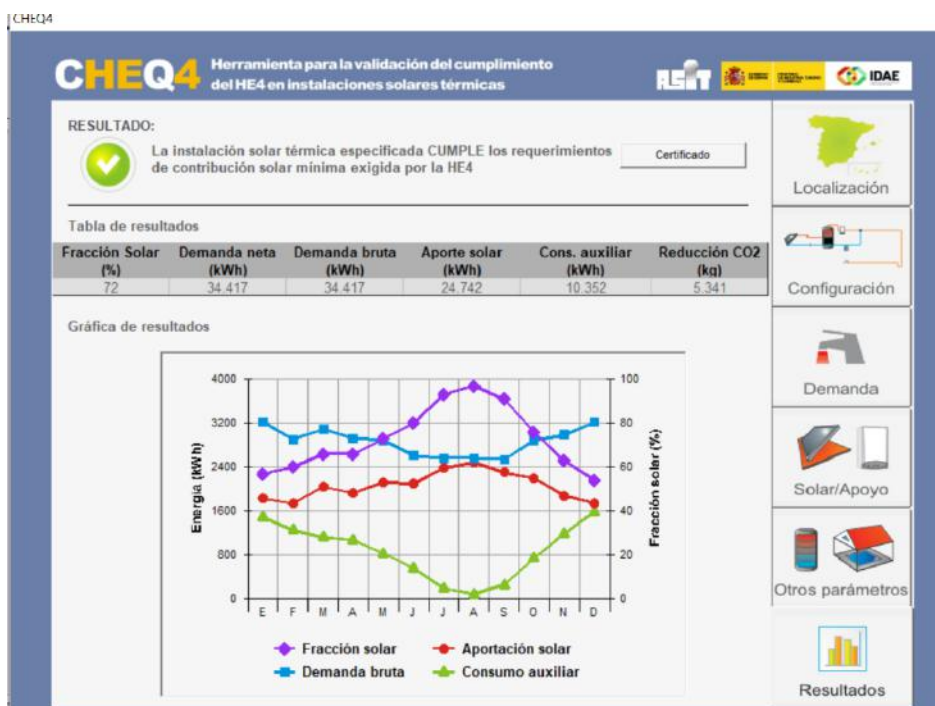 CHEQ4
CHEQ4
Herramienta para la validación del cumplimiento
del HE4 en instalaciones solares térmicas
ASIT
IDAE
RESULTADO:
La instalación solar térmica especificada CUMPLE los requerimientos
de contribución solar mínima exigida por la HE4
Certificado
Localización
Tabla de resultados
Fracción Solar (%) Demanda neta (kWh) Demanda bruta (kWh) Aporte solar (kWh) Cons. auxiliar (kWh) Reducción CO2 (kg)
72 34.417 34.417 24.742 10.352 5.341
Configuración
Gráfica de resultados
Demanda
Solar/Apoyo
Otros parámetros
Resultados
Energía (kWh)
4000
3200
2400
1600
800
0
100
80
60
40
20
0
Fracción solar (%)
E F M A M J J A S O N D
Fracción solar Aportación solar
Demanda bruta Consumo auxiliar